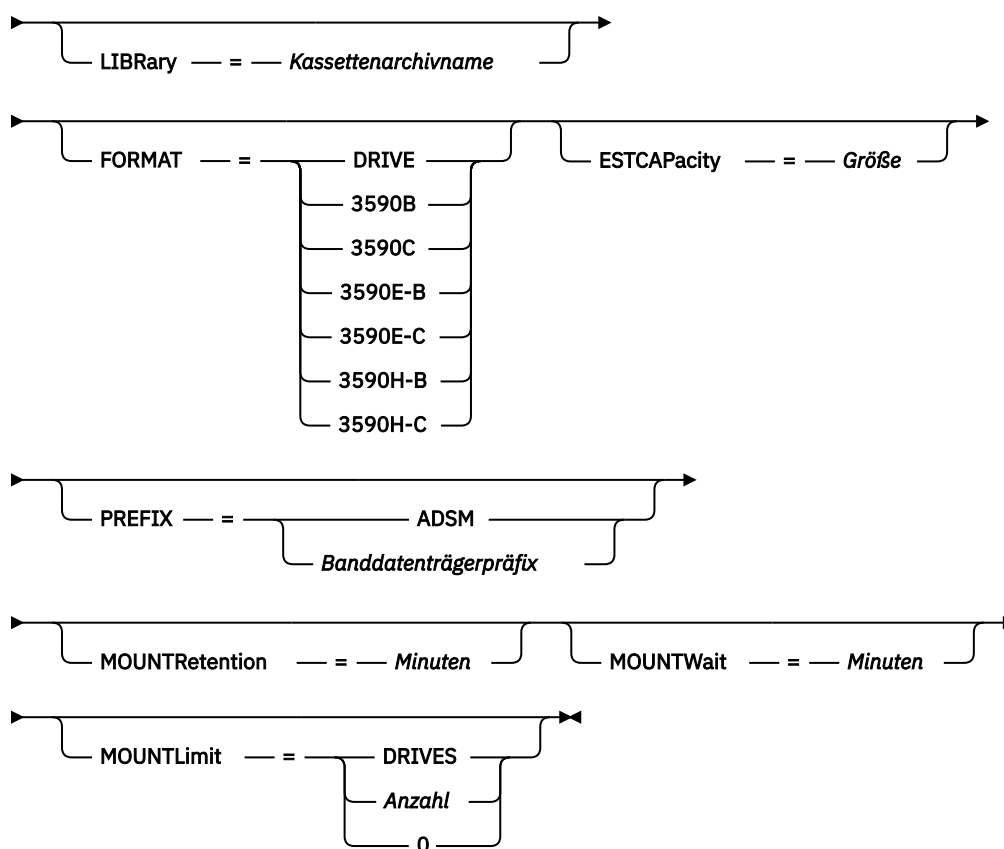 LIBRary = Kassettenarchivname
FORMAT = DRIVE
3590B
3590C
3590E-B
3590E-C
3590H-B
3590H-C
ESTCAPacity = Größe
PREFIX = ADSM
Banddatenträgerpräfix
MOUNTRetention = Minuten
MOUNTWait = Minuten
MOUNTLimit = DRIVES
Anzahl
0